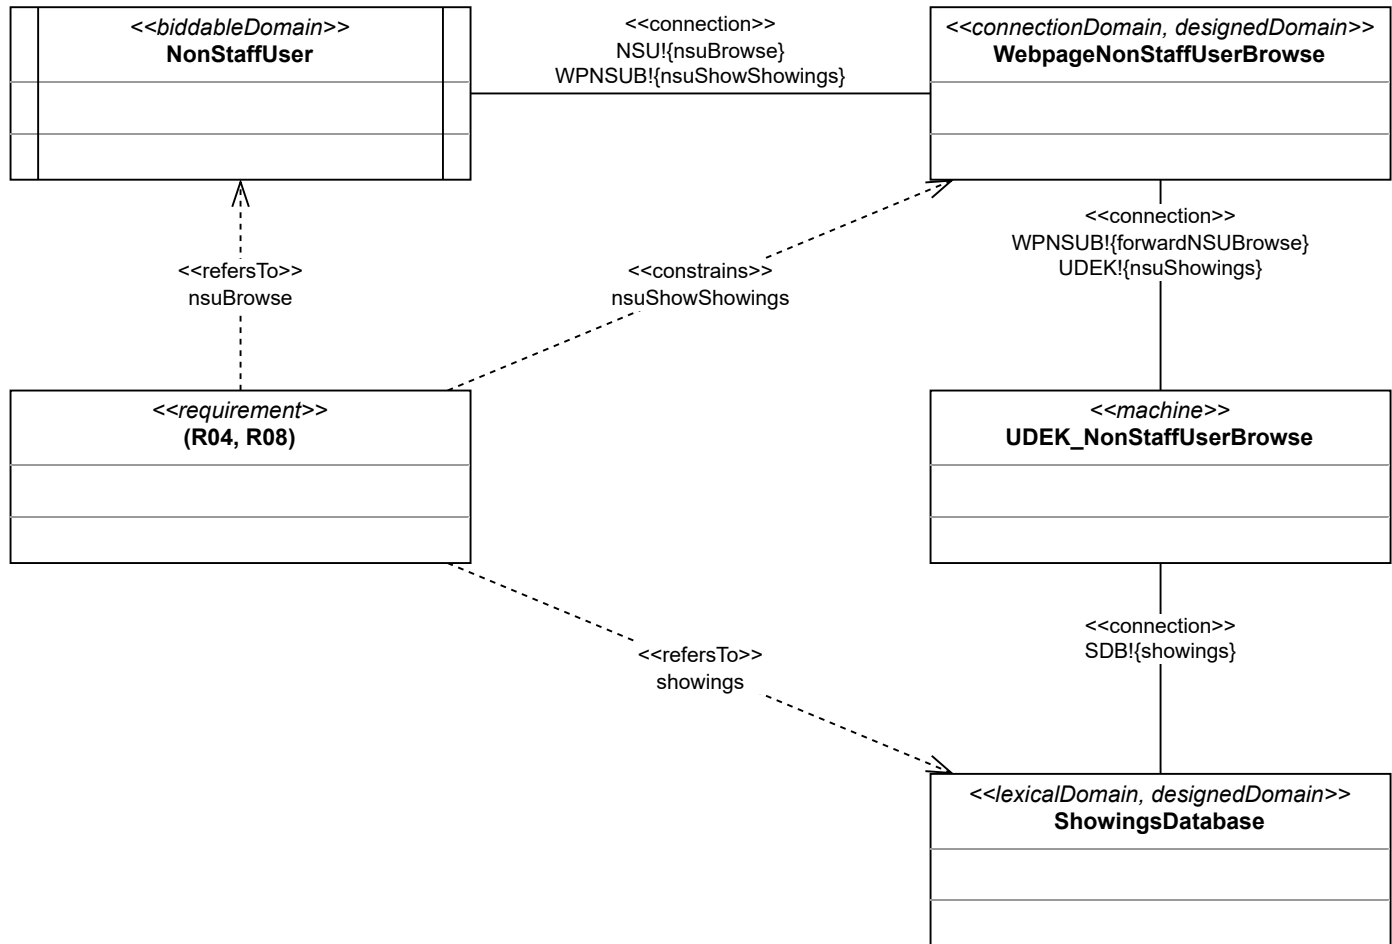 <<biddableDomain>>
NonStaffUser
<<connection>>
NSU!{nsuBrowse}
WPNSUB!{nsuShowShowings}
<<connectionDomain, designedDomain>>
WebpageNonStaffUserBrowse
<<refersTo>>
nsuBrowse
<<constrains>>
nsuShowShowings
<<connection>>
WPNSUB!{forwardNSUBrowse}
UDEK!{nsuShowings}
<<requirement>>
(R04, R08)
<<machine>>
UDEK_NonStaffUserBrowse
<<refersTo>>
showings
<<connection>>
SDB!{showings}
<<lexicalDomain, designedDomain>>
ShowingsDatabase